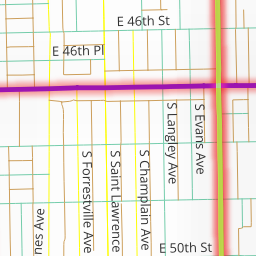 E 46th St
E 46th Pl
S Langley Ave
S Evans Ave
S Forrestville Ave
S Saint Lawrence
S Champlain Ave
nes Ave
E 50th St